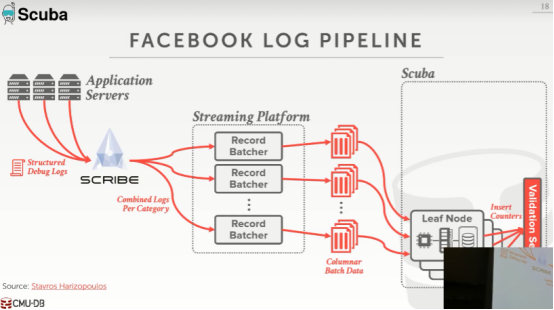 Scuba
18
FACEBOOK LOG PIPELINE
Application
Servers
Scuba
Streaming Platform
Record
Batcher
Structured
Debug Logs
SCRIBE
Record
Batcher
Combined Logs
Per Category
Record
Batcher
Columnar
Batch Data
Leaf Node
Insert
Counters
Source: Stavros Harizopoulos
CMU-DB